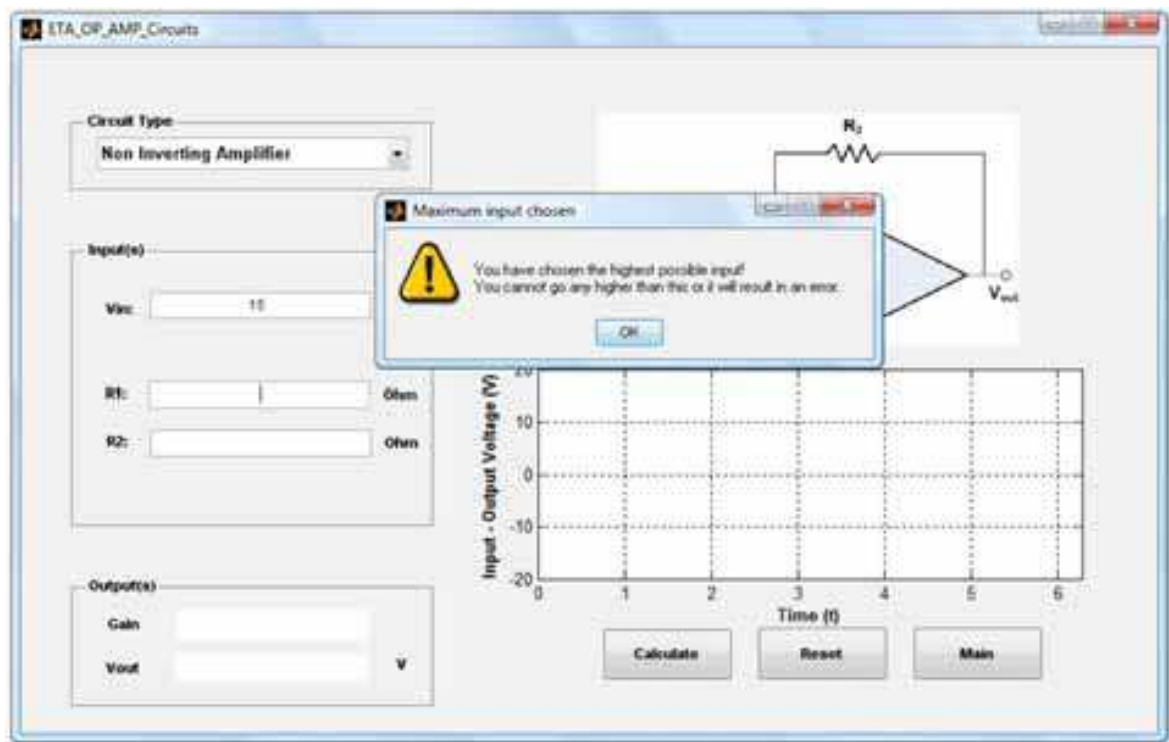 ETA_OP_AMP_Circuits
Circuit Type
Non Inverting Amplifier
R₂
Maximum input chosen
You have chosen the highest possible input!
You cannot go any higher than this or it will result in an error.
OK
Input(s)
Vin:
R1:
Ohm
R2:
Ohm
Vout
Output(s)
Gain
Vout
V
Input - Output Voltage (V)
20
10
0
-10
-20
0 1 2 3 4 5 6
Time (t)
Calculate
Reset
Main